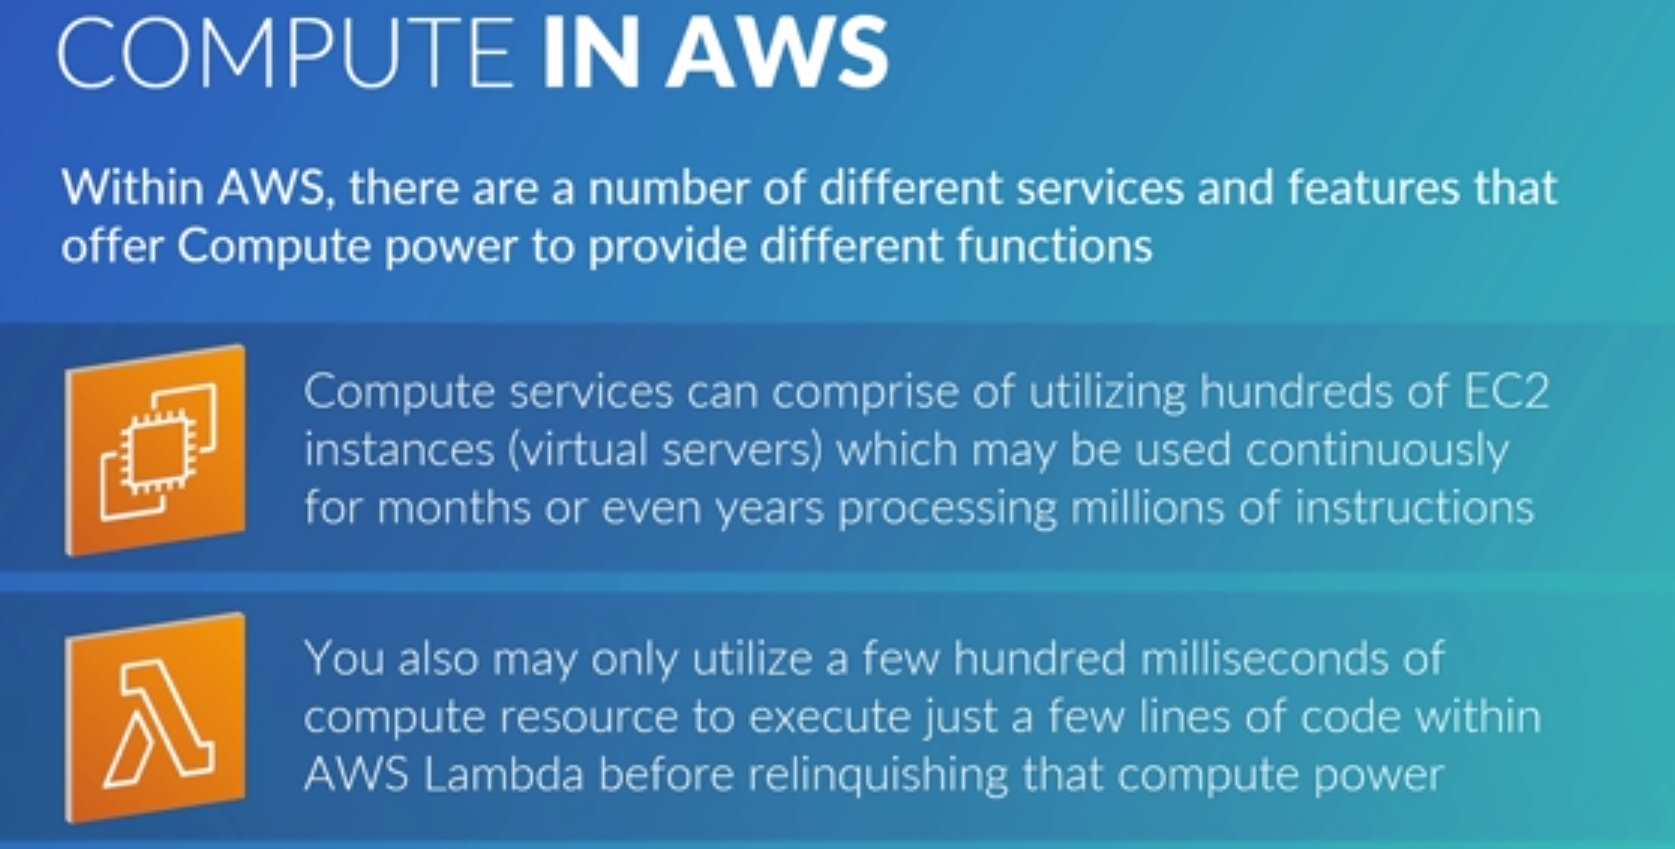 COMPUTE IN AWS
Within AWS, there are a number of different services and features that
offer Compute power to provide different functions
Compute services can comprise of utilizing hundreds of EC2
instances (virtual servers) which may be used continuously
for months or even years processing millions of instructions
You also may only utilize a few hundred milliseconds of
compute resource to execute just a few lines of code within
AWS Lambda before relinquishing that compute power